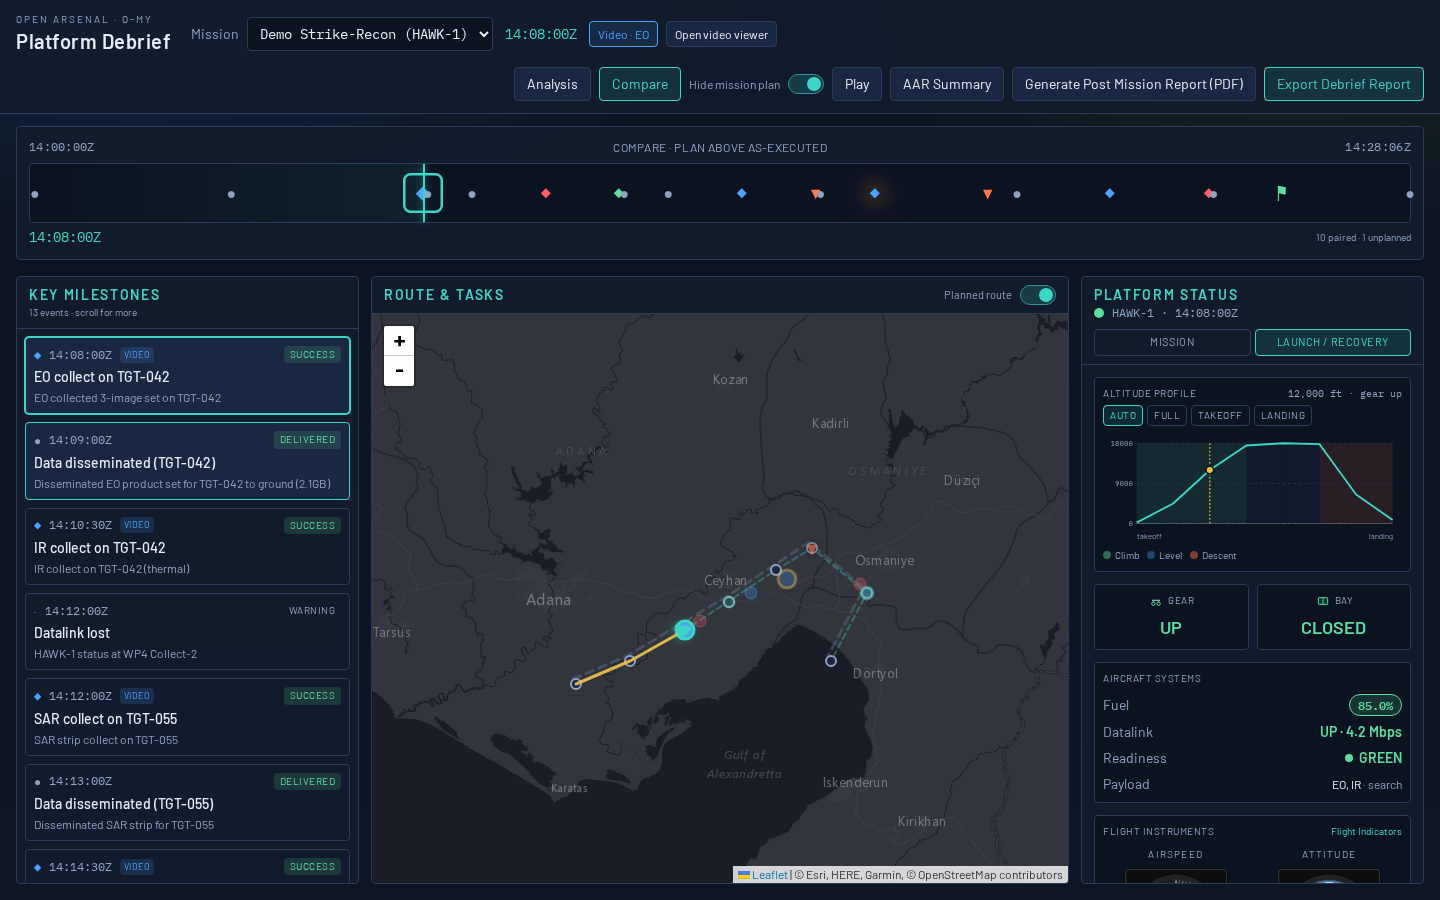 OPEN ARSENAL · O-MY
Platform Debrief
Mission
Demo Strike-Recon (HAWK-1)
14:08:00Z
Video · EO
Open video viewer
Analysis
Compare
Hide mission plan
Play
AAR Summary
Generate Post Mission Report (PDF)
Export Debrief Report
14:00:00Z
COMPARE · PLAN ABOVE AS-EXECUTED
14:28:06Z
14:08:00Z
10 paired · 1 unplanned
KEY MILESTONES
13 events · scroll for more
14:08:00Z VIDEO SUCCESS
EO collect on TGT-042
EO collected 3-image set on TGT-042
14:09:00Z DELIVERED
Data disseminated (TGT-042)
Disseminated EO product set for TGT-042 to ground (2.1GB)
14:10:30Z VIDEO SUCCESS
IR collect on TGT-042
IR collect on TGT-042 (thermal)
14:12:00Z WARNING
Datalink lost
HAWK-1 status at WP4 Collect-2
14:12:00Z VIDEO SUCCESS
SAR collect on TGT-055
SAR strip collect on TGT-055
14:13:00Z DELIVERED
Data disseminated (TGT-055)
Disseminated SAR strip for TGT-055
14:14:30Z VIDEO SUCCESS
ROUTE & TASKS
Planned route
+
-
Kozan
Kadirli
ADANA
OSMANIYE
Düziçi
Osmaniye
Ceyhan
Adana
Tarsus
Dörtyol
Gulf of
Alexandretta
Iskenderun
Karatas
Kirikhan
Leaflet | © Esri, HERE, Garmin, © OpenStreetMap contributors
PLATFORM STATUS
HAWK-1 · 14:08:00Z
MISSION
LAUNCH / RECOVERY
ALTITUDE PROFILE
12,000 ft · gear up
AUTO
FULL
TAKEOFF
LANDING
18000
9000
0
takeoff
landing
Climb
Level
Descent
GEAR
UP
BAY
CLOSED
AIRCRAFT SYSTEMS
Fuel 85.0%
Datalink UP · 4.2 Mbps
Readiness GREEN
Payload EO, IR · search
FLIGHT INSTRUMENTS
Flight Indicators
AIRSPEED
ATTITUDE